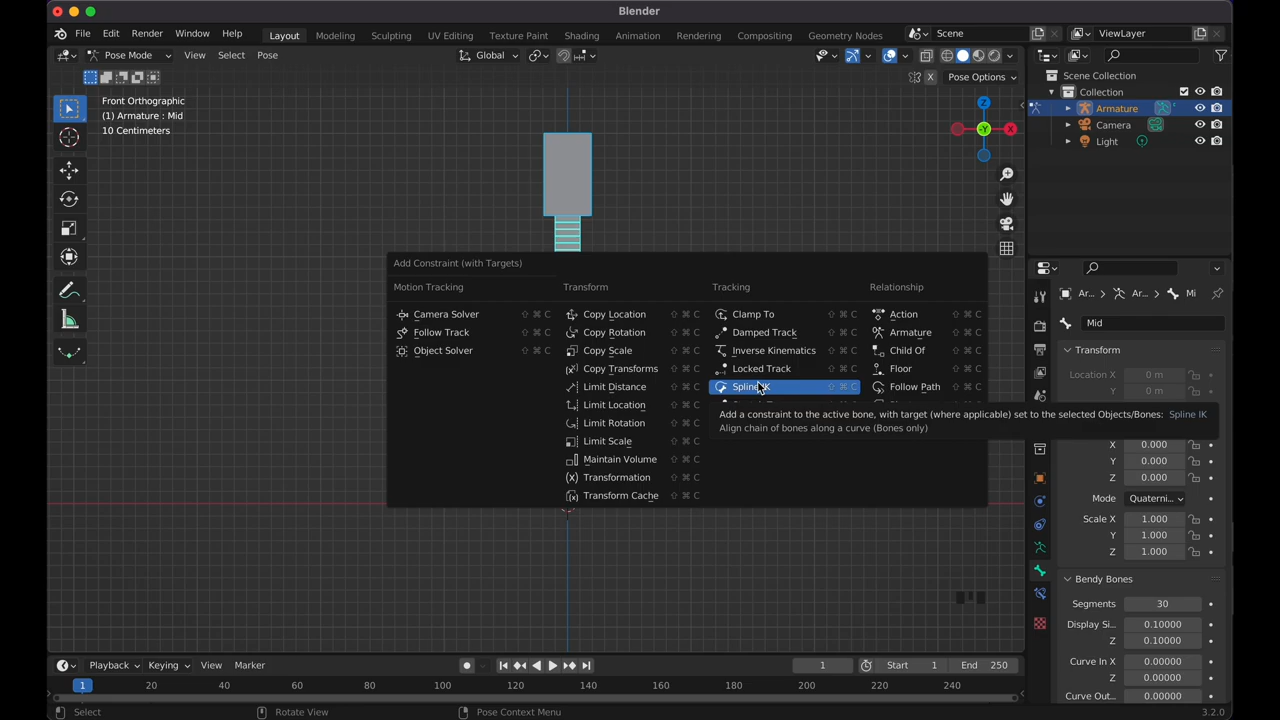 Blender
File Edit Render Window Help Layout Modeling Sculpting UV Editing Texture Paint Shading Animation Rendering Compositing Geometry Nodes Scene ViewLayer
Pose Mode View Select Pose Global
X Pose Options
Front Orthographic
(1) Armature : Mid
10 Centimeters
Z
-Y
X
Scene Collection
Collection
Armature
Camera
Light
Add Constraint (with Targets)
Motion Tracking Transform Tracking Relationship
Camera Solver ⇧ ⌘ C Copy Location ⇧ ⌘ C Clamp To ⇧ ⌘ C Action ⇧ ⌘ C
Follow Track ⇧ ⌘ C Copy Rotation ⇧ ⌘ C Damped Track ⇧ ⌘ C Armature ⇧ ⌘ C
Object Solver ⇧ ⌘ C Copy Scale ⇧ ⌘ C Inverse Kinematics ⇧ ⌘ C Child Of ⇧ ⌘ C
Copy Transforms ⇧ ⌘ C Locked Track ⇧ ⌘ C Floor ⇧ ⌘ C
Limit Distance ⇧ ⌘ C Spline IK ⇧ ⌘ C Follow Path ⇧ ⌘ C
Limit Location ⇧ ⌘ C
Limit Rotation ⇧ ⌘ C
Limit Scale ⇧ ⌘ C
Maintain Volume ⇧ ⌘ C
Transformation ⇧ ⌘ C
Transform Cache ⇧ ⌘ C
Add a constraint to the active bone, with target (where applicable) set to the selected Objects/Bones: Spline IK
Align chain of bones along a curve (Bones only)
Ar... Ar... Mi
Mid
Transform
Location X 0 m
Y 0 m
X 0.000
Y 0.000
Z 0.000
Mode Quaterni...
Scale X 1.000
Y 1.000
Z 1.000
Bendy Bones
Segments 30
Display Si... 0.10000
Z 0.10000
Curve In X 0.00000
Z 0.00000
Curve Out... 0.00000
Playback Keying View Marker 1 Start 1 End 250
1 20 40 60 80 100 120 140 160 180 200 220 240
Select Rotate View Pose Context Menu 3.2.0